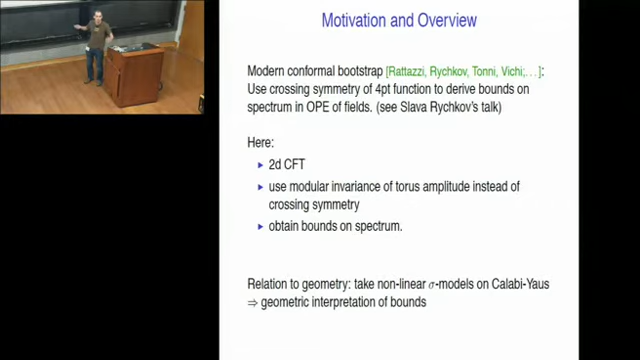 Motivation and Overview
Modern conformal bootstrap [Rattazzi, Rychkov, Tonni, Vichi;...]:
Use crossing symmetry of 4pt function to derive bounds on
spectrum in OPE of fields. (see Slava Rychkov's talk)
Here:
▶ 2d CFT
▶ use modular invariance of torus amplitude instead of
crossing symmetry
▶ obtain bounds on spectrum.
Relation to geometry: take non-linear σ-models on Calabi-Yaus
⇒ geometric interpretation of bounds